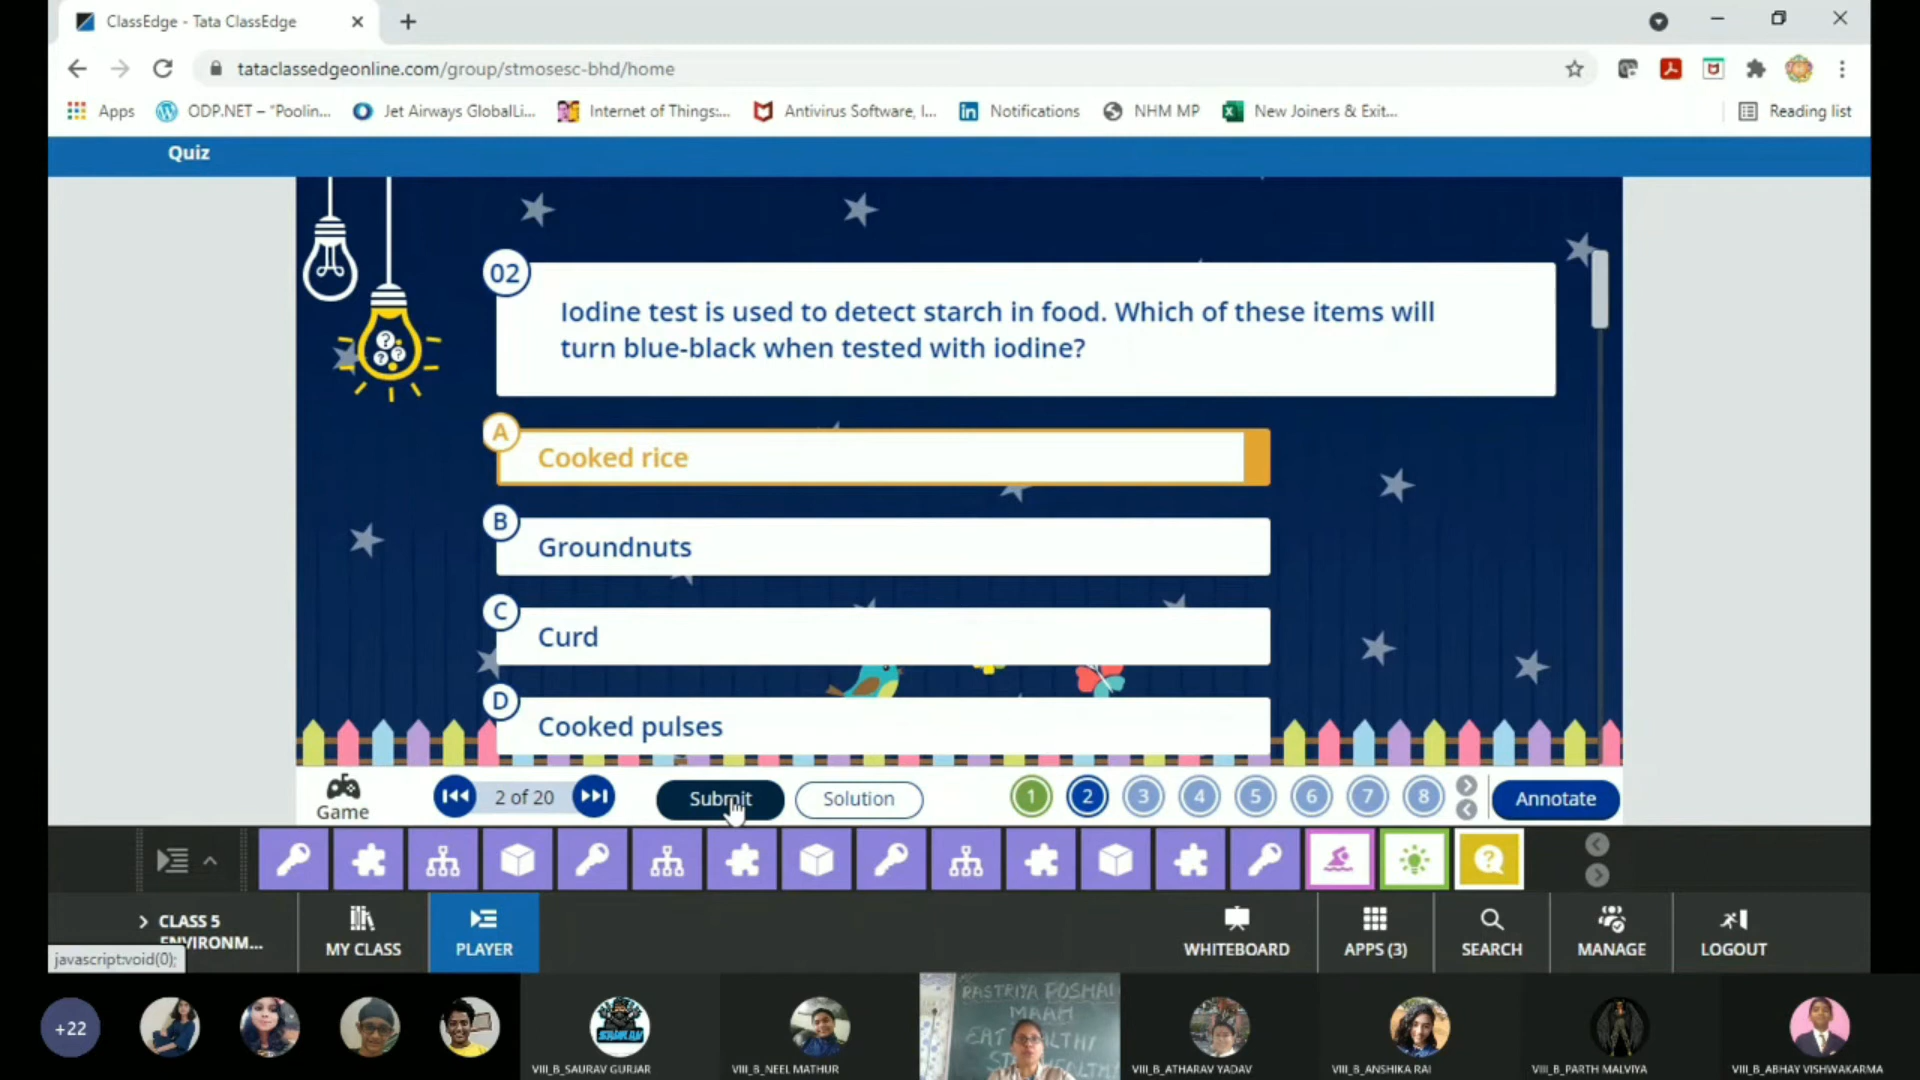 ClassEdge - Tata ClassEdge
tataclassedgeonline.com/group/stmosesc-bhd/home
Apps
ODP.NET – "Poolin...
Jet Airways GlobalLi...
Internet of Things:...
Antivirus Software, I...
Notifications
NHM MP
New Joiners & Exit...
Reading list
Quiz
02
Iodine test is used to detect starch in food. Which of these items will
turn blue-black when tested with iodine?
A
Cooked rice
B
Groundnuts
C
Curd
D
Cooked pulses
Game
2 of 20
Submit
Solution
1 2 3 4 5 6 7 8
Annotate
CLASS 5
ENVIRONM...
MY CLASS
PLAYER
WHITEBOARD
APPS (3)
SEARCH
MANAGE
LOGOUT
javascript:void(0);
+22
RASTRIYA POSHAN
MAAH
VIII_B_SAURAV GURJAR
VIII_B_NEEL MATHUR
VIII_B_ATHARAV YADAV
VIII_B_ANSHIKA RAI
VIII_B_PARTH MALVIYA
VIII_B_ABHAY VISHWAKARMA